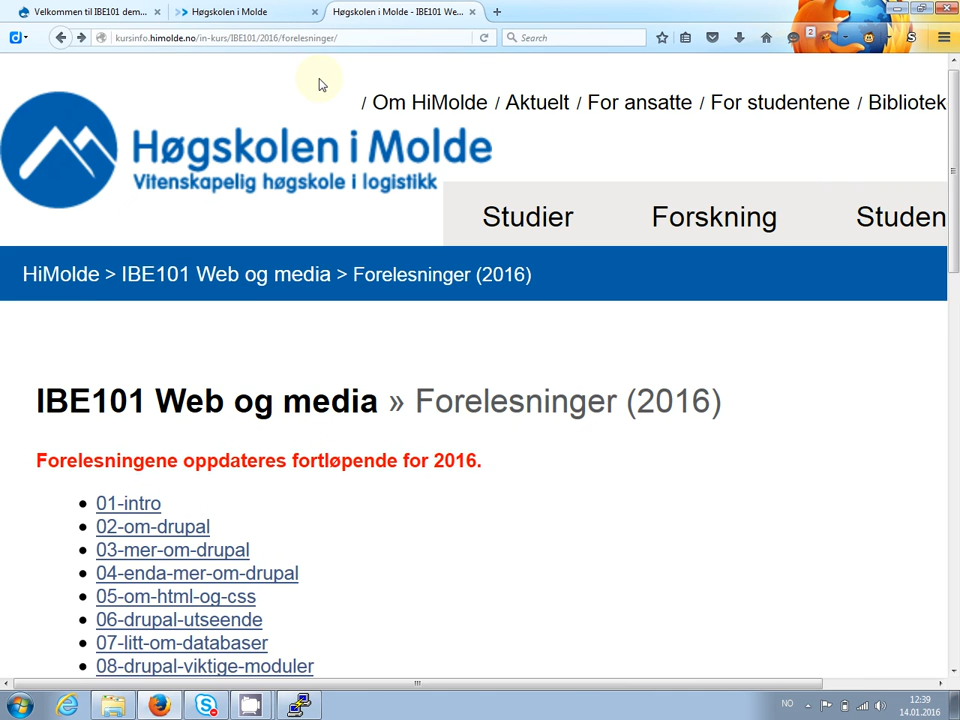 Velkommen til IBE101 dem...
Høgskolen i Molde
Høgskolen i Molde - IBE101 We...
kursinfo.himolde.no/in-kurs/IBE101/2016/forelesninger/
Search
2
/ Om HiMolde / Aktuelt / For ansatte / For studentene / Bibliotek
Høgskolen i Molde
Vitenskapelig høgskole i logistikk
Studier Forskning Studen
HiMolde > IBE101 Web og media > Forelesninger (2016)
IBE101 Web og media » Forelesninger (2016)
Forelesningene oppdateres fortløpende for 2016.
01-intro
02-om-drupal
03-mer-om-drupal
04-enda-mer-om-drupal
05-om-html-og-css
06-drupal-utseende
07-litt-om-databaser
08-drupal-viktige-moduler
NO
12:39
14.01.2016